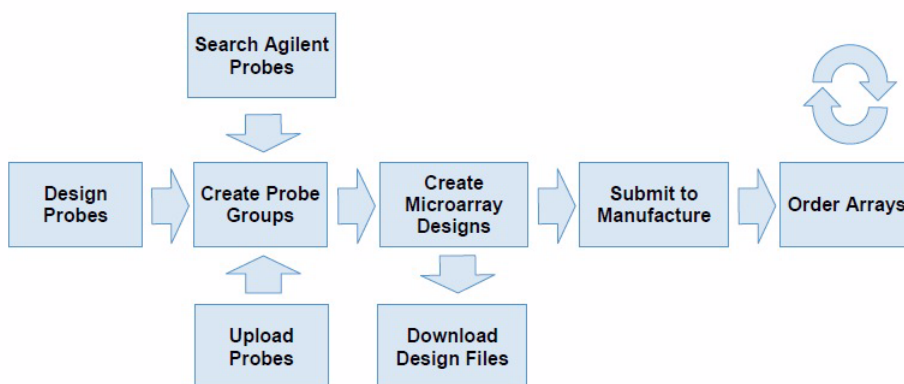 Search Agilent
Probes
Design
Probes
Create Probe
Groups
Create
Microarray
Designs
Submit to
Manufacture
Order Arrays
Upload
Probes
Download
Design Files